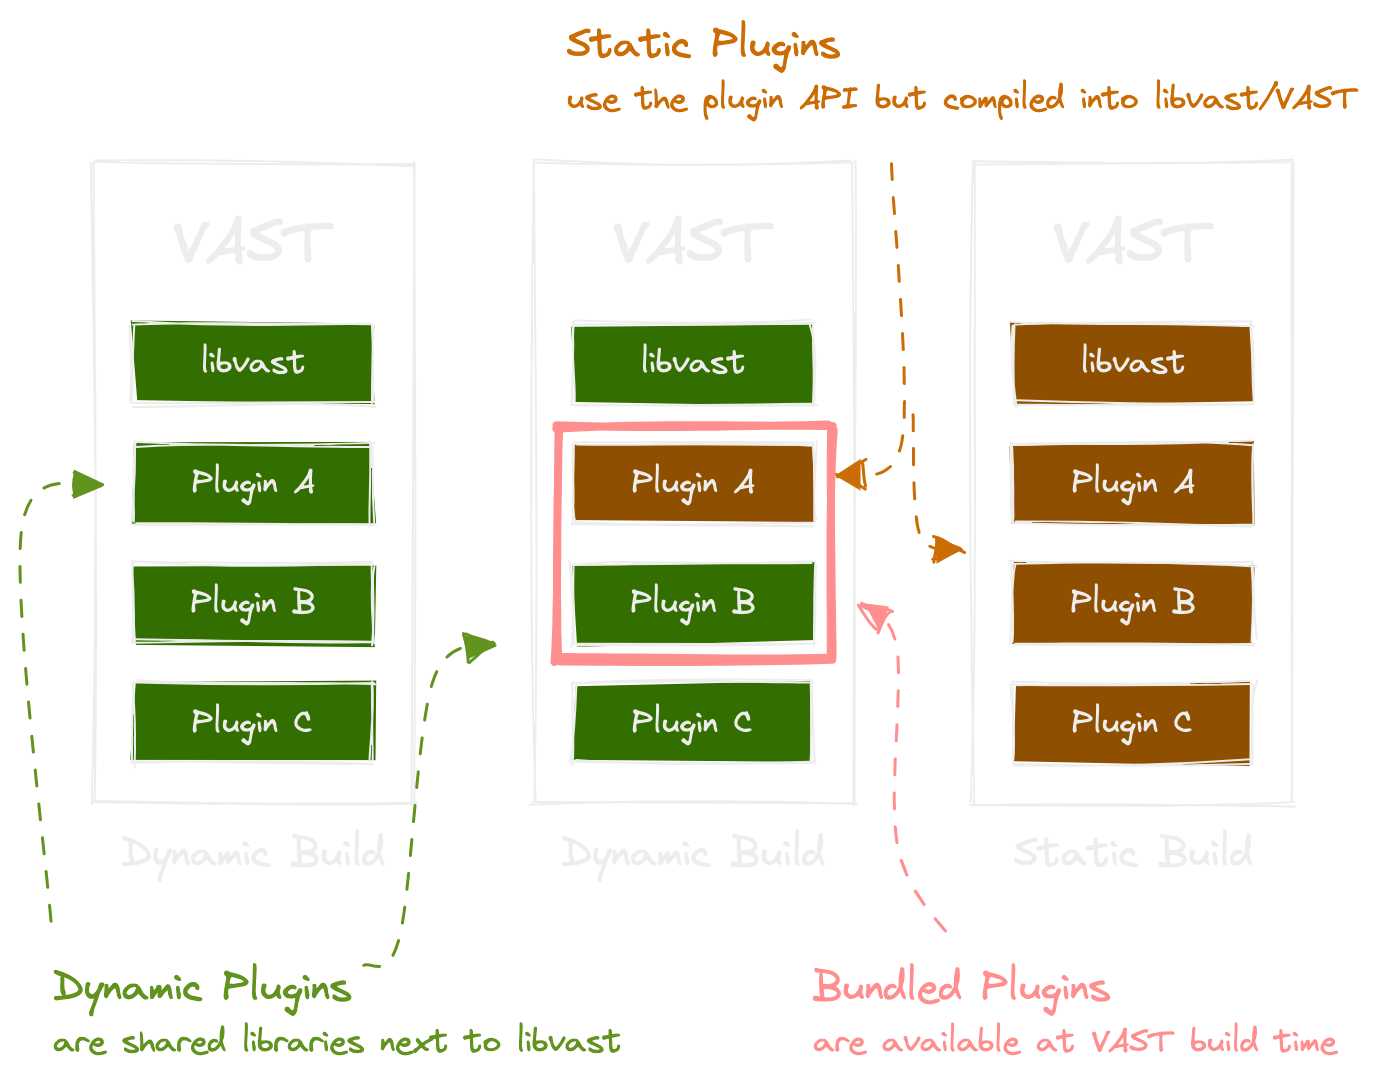 Static Plugins
use the plugin API but compiled into libvast/VAST
VAST
libvast
Plugin A
Plugin B
Plugin C
Dynamic Build
VAST
libvast
Plugin A
Plugin B
Plugin C
Dynamic Build
VAST
libvast
Plugin A
Plugin B
Plugin C
Static Build
Dynamic Plugins
are shared libraries next to libvast
Bundled Plugins
are available at VAST build time